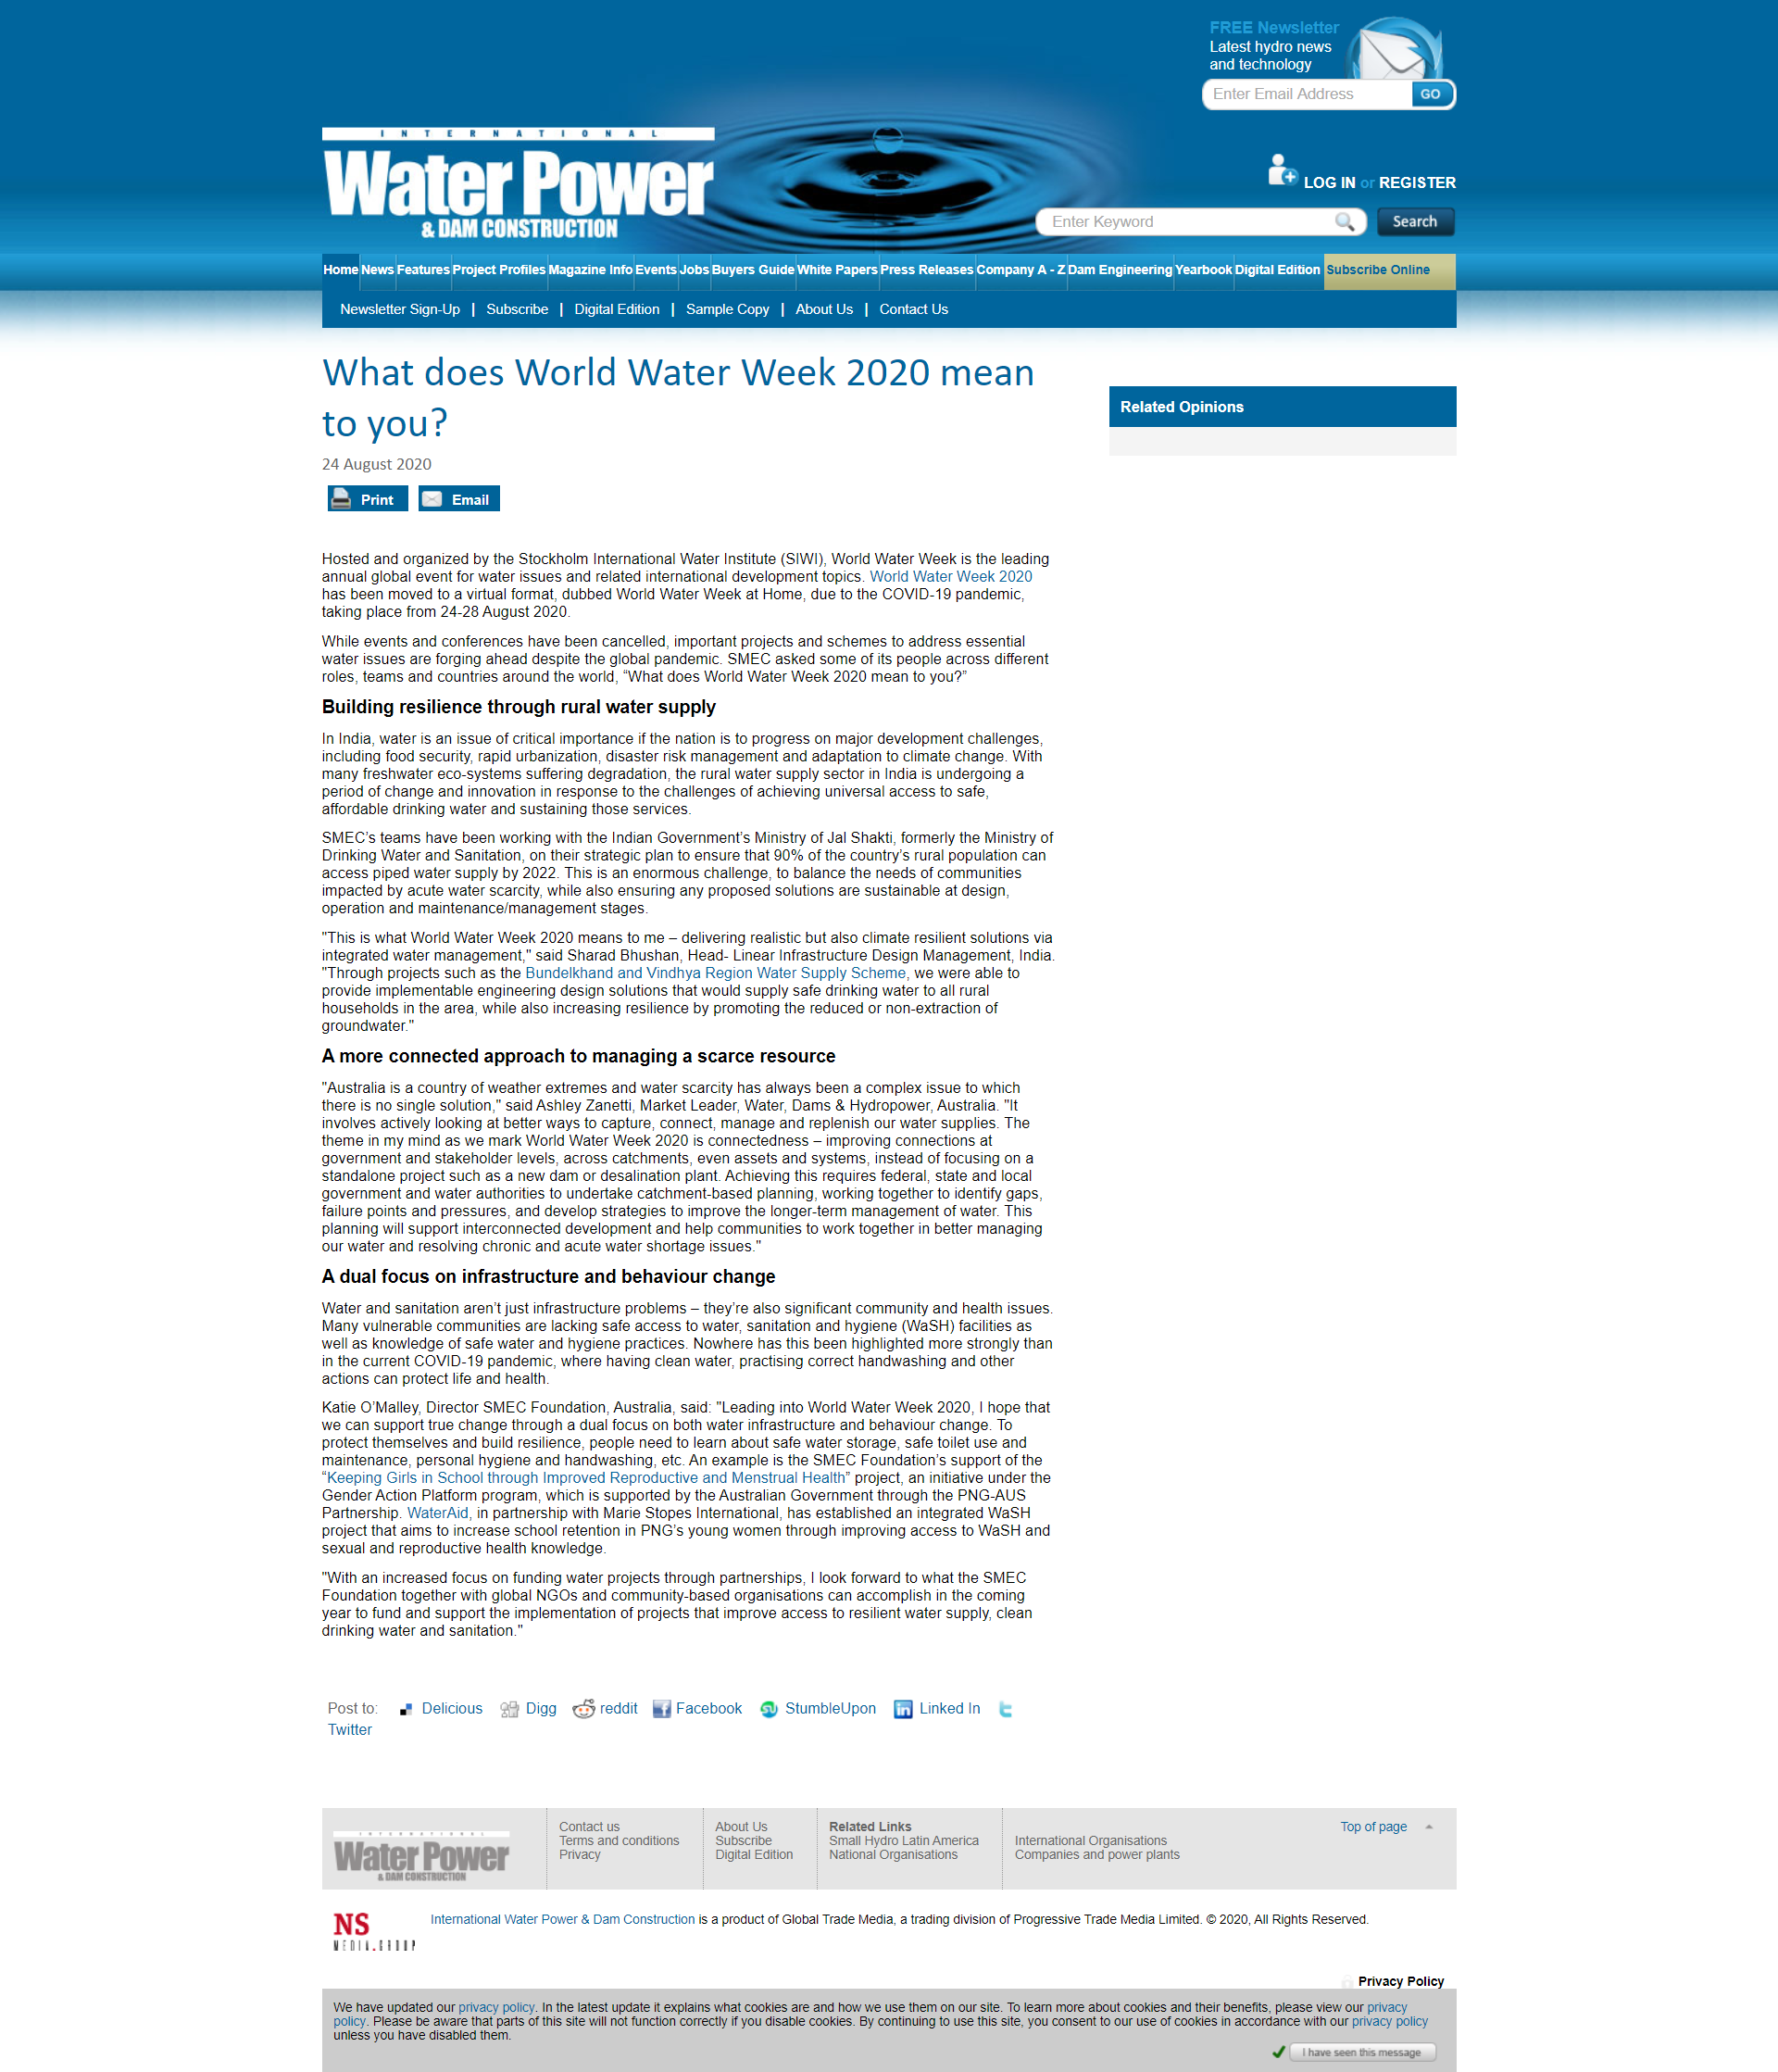 FREE Newsletter
Latest hydro news
and technology
Enter Email Address GO
INTERNATIONAL
Water Power
& DAM CONSTRUCTION
LOG IN or REGISTER
Enter Keyword Search
Home News Features Project Profiles Magazine Info Events Jobs Buyers Guide White Papers Press Releases Company A - Z Dam Engineering Yearbook Digital Edition Subscribe Online
Newsletter Sign-Up | Subscribe | Digital Edition | Sample Copy | About Us | Contact Us
What does World Water Week 2020 mean
to you?
Related Opinions
24 August 2020
Print Email
Hosted and organized by the Stockholm International Water Institute (SIWI), World Water Week is the leading
annual global event for water issues and related international development topics. World Water Week 2020
has been moved to a virtual format, dubbed World Water Week at Home, due to the COVID-19 pandemic,
taking place from 24-28 August 2020.
While events and conferences have been cancelled, important projects and schemes to address essential
water issues are forging ahead despite the global pandemic. SMEC asked some of its people across different
roles, teams and countries around the world, “What does World Water Week 2020 mean to you?”
Building resilience through rural water supply
In India, water is an issue of critical importance if the nation is to progress on major development challenges,
including food security, rapid urbanization, disaster risk management and adaptation to climate change. With
many freshwater eco-systems suffering degradation, the rural water supply sector in India is undergoing a
period of change and innovation in response to the challenges of achieving universal access to safe,
affordable drinking water and sustaining those services.
SMEC’s teams have been working with the Indian Government’s Ministry of Jal Shakti, formerly the Ministry of
Drinking Water and Sanitation, on their strategic plan to ensure that 90% of the country’s rural population can
access piped water supply by 2022. This is an enormous challenge, to balance the needs of communities
impacted by acute water scarcity, while also ensuring any proposed solutions are sustainable at design,
operation and maintenance/management stages.
"This is what World Water Week 2020 means to me – delivering realistic but also climate resilient solutions via
integrated water management," said Sharad Bhushan, Head- Linear Infrastructure Design Management, India.
"Through projects such as the Bundelkhand and Vindhya Region Water Supply Scheme, we were able to
provide implementable engineering design solutions that would supply safe drinking water to all rural
households in the area, while also increasing resilience by promoting the reduced or non-extraction of
groundwater."
A more connected approach to managing a scarce resource
"Australia is a country of weather extremes and water scarcity has always been a complex issue to which
there is no single solution," said Ashley Zanetti, Market Leader, Water, Dams & Hydropower, Australia. "It
involves actively looking at better ways to capture, connect, manage and replenish our water supplies. The
theme in my mind as we mark World Water Week 2020 is connectedness – improving connections at
government and stakeholder levels, across catchments, even assets and systems, instead of focusing on a
standalone project such as a new dam or desalination plant. Achieving this requires federal, state and local
government and water authorities to undertake catchment-based planning, working together to identify gaps,
failure points and pressures, and develop strategies to improve the longer-term management of water. This
planning will support interconnected development and help communities to work together in better managing
our water and resolving chronic and acute water shortage issues."
A dual focus on infrastructure and behaviour change
Water and sanitation aren’t just infrastructure problems – they’re also significant community and health issues.
Many vulnerable communities are lacking safe access to water, sanitation and hygiene (WaSH) facilities as
well as knowledge of safe water and hygiene practices. Nowhere has this been highlighted more strongly than
in the current COVID-19 pandemic, where having clean water, practising correct handwashing and other
actions can protect life and health.
Katie O’Malley, Director SMEC Foundation, Australia, said: "Leading into World Water Week 2020, I hope that
we can support true change through a dual focus on both water infrastructure and behaviour change. To
protect themselves and build resilience, people need to learn about safe water storage, safe toilet use and
maintenance, personal hygiene and handwashing, etc. An example is the SMEC Foundation’s support of the
“Keeping Girls in School through Improved Reproductive and Menstrual Health” project, an initiative under the
Gender Action Platform program, which is supported by the Australian Government through the PNG-AUS
Partnership. WaterAid, in partnership with Marie Stopes International, has established an integrated WaSH
project that aims to increase school retention in PNG’s young women through improving access to WaSH and
sexual and reproductive health knowledge.
"With an increased focus on funding water projects through partnerships, I look forward to what the SMEC
Foundation together with global NGOs and community-based organisations can accomplish in the coming
year to fund and support the implementation of projects that improve access to resilient water supply, clean
drinking water and sanitation."
Post to: Delicious Digg reddit Facebook StumbleUpon Linked In
Twitter
INTERNATIONAL
Water Power
& DAM CONSTRUCTION
Contact us
Terms and conditions
Privacy
About Us
Subscribe
Digital Edition
Related Links
Small Hydro Latin America
National Organisations
International Organisations
Companies and power plants
Top of page
NS
MEDIA.GROUP
International Water Power & Dam Construction is a product of Global Trade Media, a trading division of Progressive Trade Media Limited. © 2020, All Rights Reserved.
Privacy Policy
We have updated our privacy policy. In the latest update it explains what cookies are and how we use them on our site. To learn more about cookies and their benefits, please view our privacy
policy. Please be aware that parts of this site will not function correctly if you disable cookies. By continuing to use this site, you consent to our use of cookies in accordance with our privacy policy
unless you have disabled them.
I have seen this message